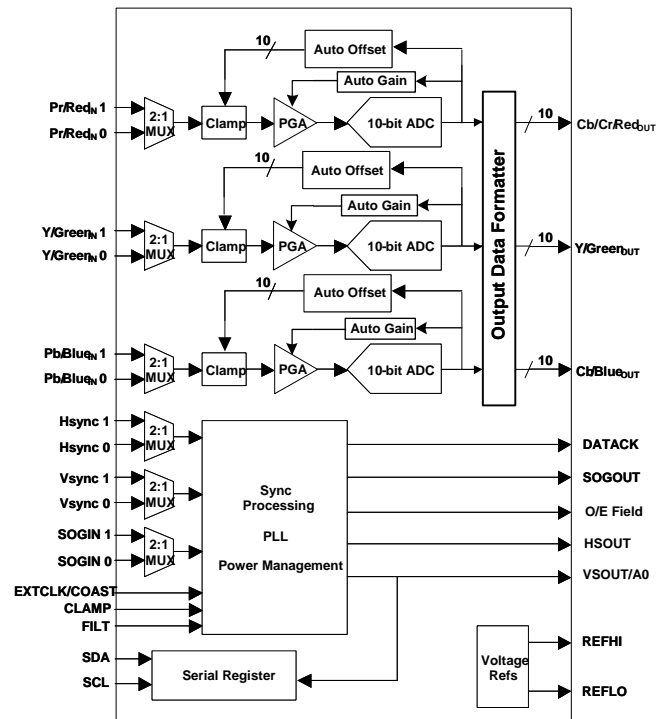 10
Auto Offset
Auto Gain
Pr/RedIN 1
Pr/RedIN 0
2:1
MUX
Clamp
PGA
10-bit ADC
10
Cb/Cr/RedOUT
10
Auto Offset
Auto Gain
Y/GreenIN 1
Y/GreenIN 0
2:1
MUX
Clamp
PGA
10-bit ADC
10
Y/GreenOUT
10
Auto Offset
Auto Gain
Pb/BlueIN 1
Pb/BlueIN 0
2:1
MUX
Clamp
PGA
10-bit ADC
10
Cb/BlueOUT
Output Data Formatter
Hsync 1
Hsync 0
2:1
MUX
Vsync 1
Vsync 0
2:1
MUX
SOGIN 1
SOGIN 0
2:1
MUX
EXTCLK/COAST
CLAMP
FILT
Sync
Processing
PLL
Power Management
DATACK
SOGOUT
O/E Field
HSOUT
VSOUT/A0
SDA
SCL
Serial Register
Voltage
Refs
REFHI
REFLO